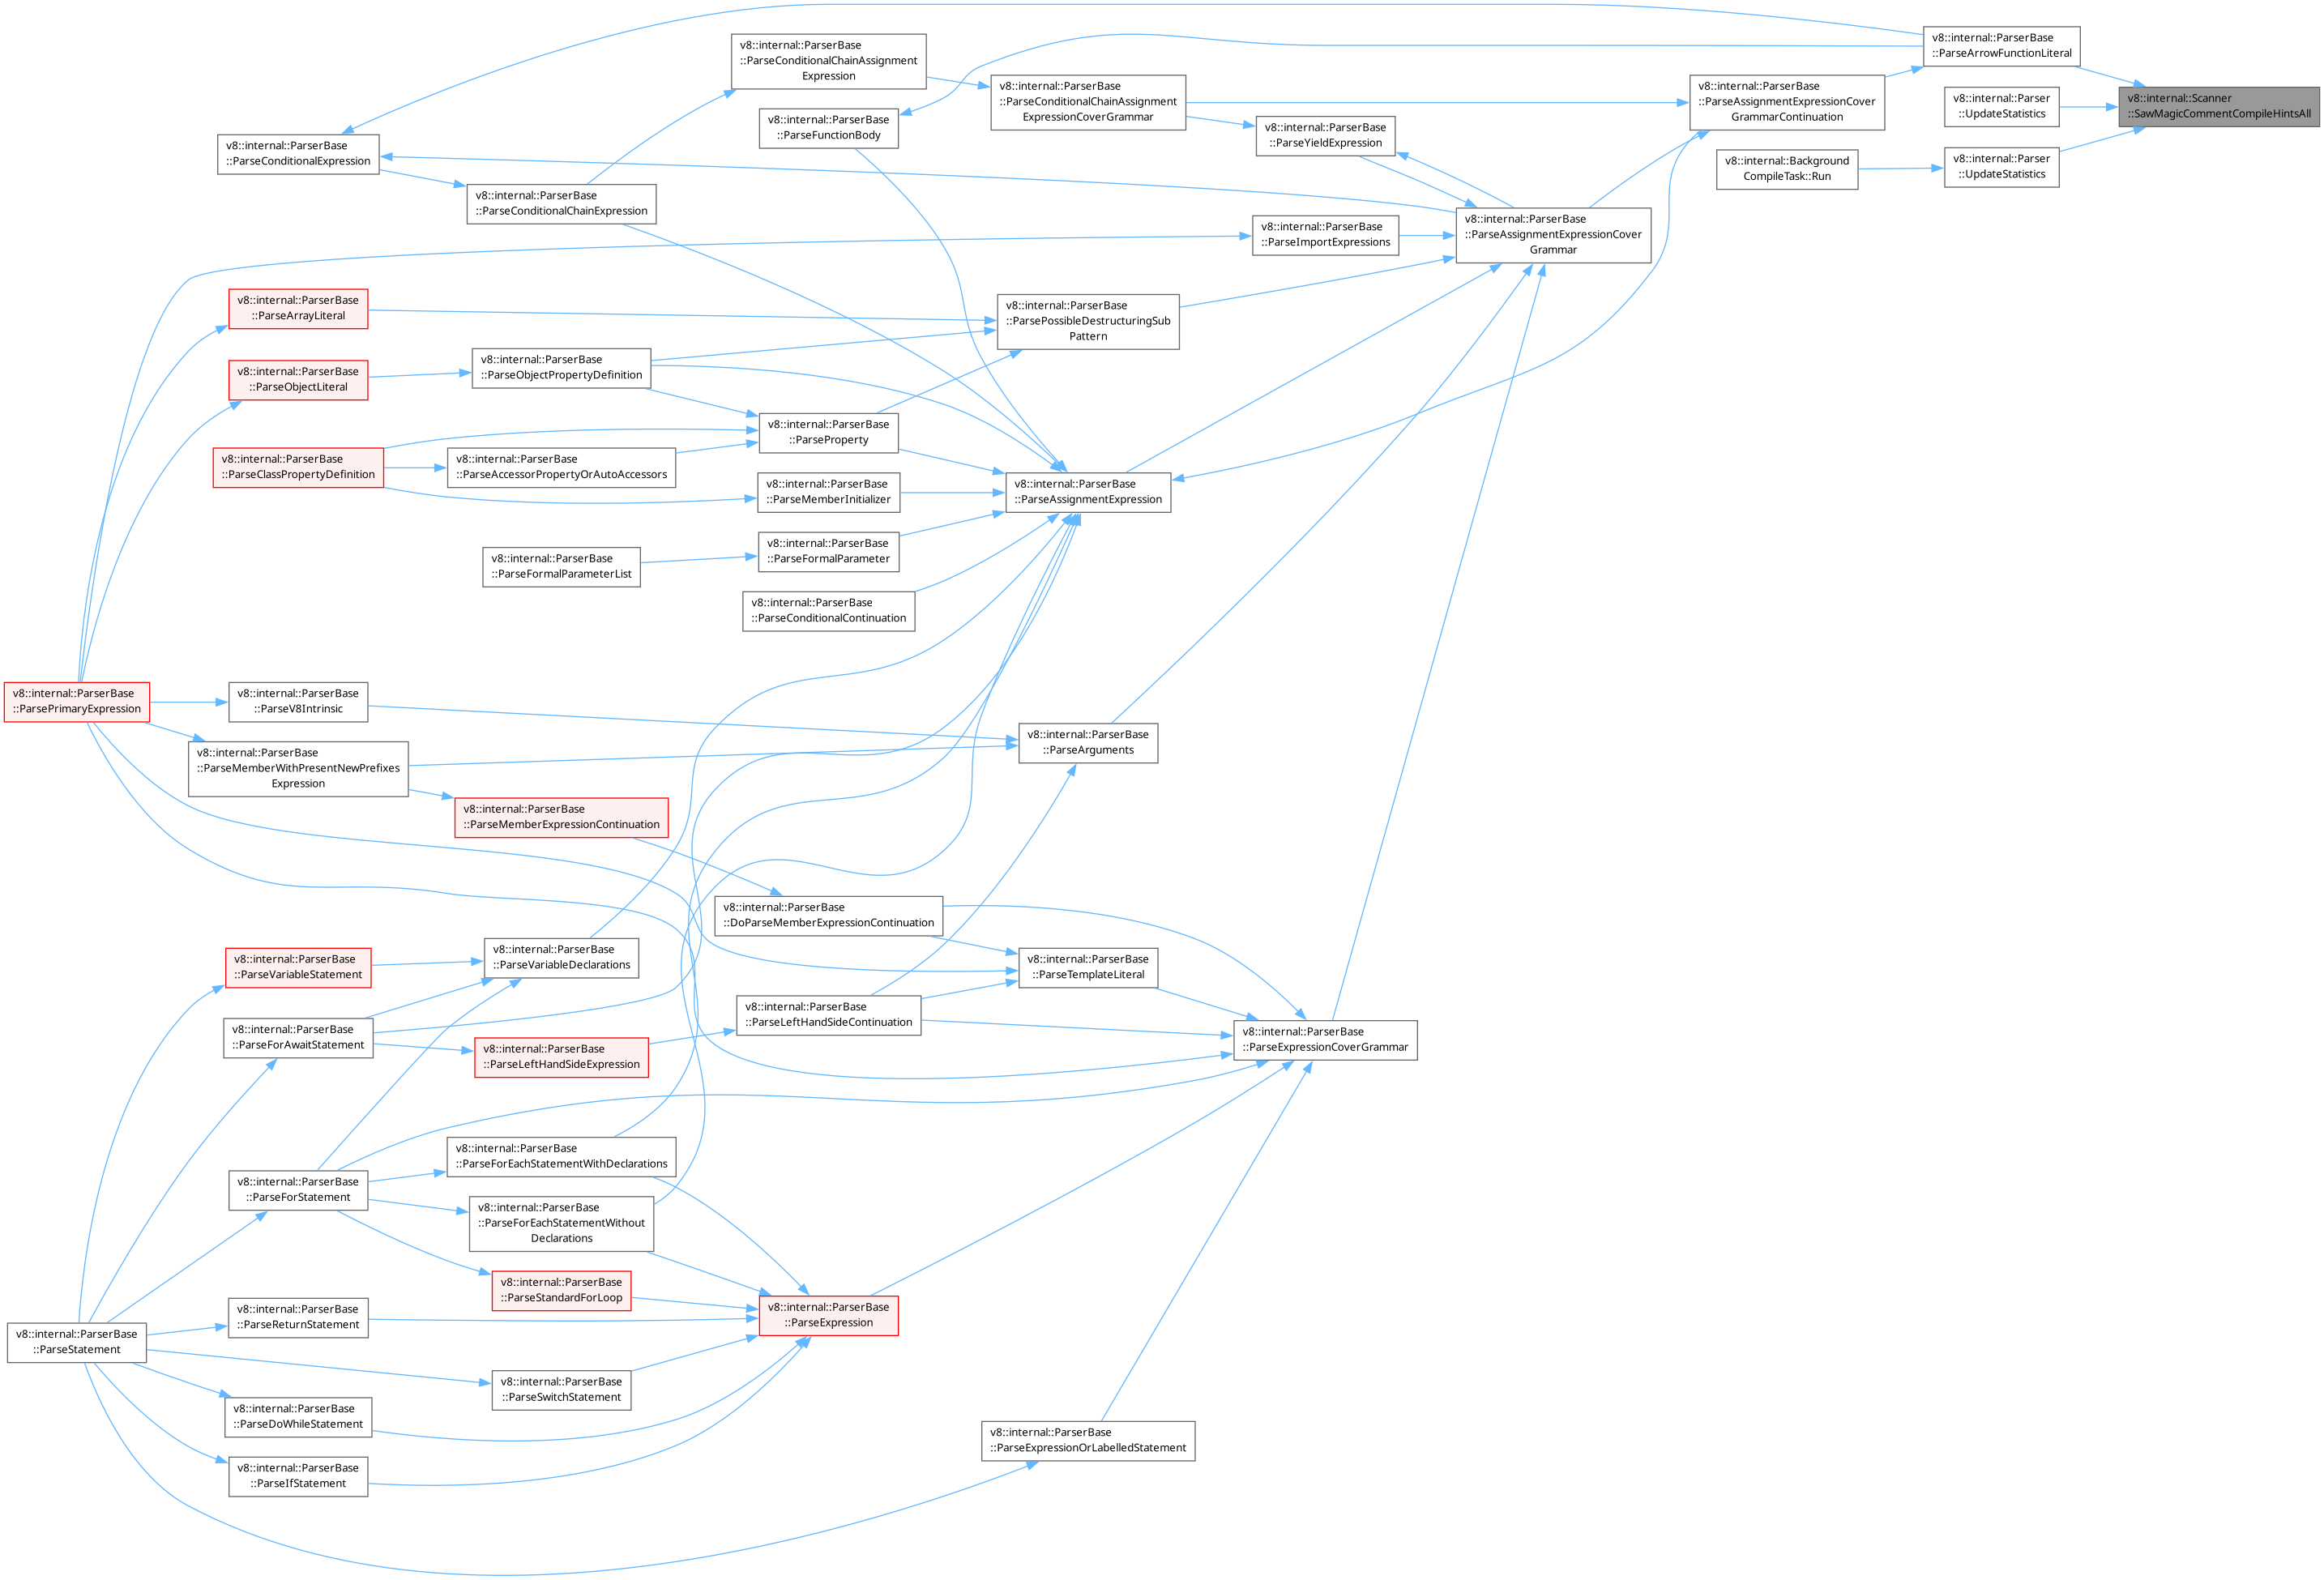 v8::internal::ParserBase
::ParseArrowFunctionLiteral
v8::internal::ParserBase
::ParseConditionalChainAssignment
Expression
v8::internal::ParserBase
::ParseConditionalChainAssignment
ExpressionCoverGrammar
v8::internal::ParserBase
::ParseAssignmentExpressionCover
GrammarContinuation
v8::internal::Parser
::UpdateStatistics
v8::internal::Scanner
::SawMagicCommentCompileHintsAll
v8::internal::ParserBase
::ParseFunctionBody
v8::internal::ParserBase
::ParseYieldExpression
v8::internal::ParserBase
::ParseConditionalExpression
v8::internal::Background
CompileTask::Run
v8::internal::Parser
::UpdateStatistics
v8::internal::ParserBase
::ParseConditionalChainExpression
v8::internal::ParserBase
::ParseImportExpressions
v8::internal::ParserBase
::ParseAssignmentExpressionCover
Grammar
v8::internal::ParserBase
::ParseArrayLiteral
v8::internal::ParserBase
::ParsePossibleDestructuringSub
Pattern
v8::internal::ParserBase
::ParseObjectLiteral
v8::internal::ParserBase
::ParseObjectPropertyDefinition
v8::internal::ParserBase
::ParseProperty
v8::internal::ParserBase
::ParseClassPropertyDefinition
v8::internal::ParserBase
::ParseAccessorPropertyOrAutoAccessors
v8::internal::ParserBase
::ParseMemberInitializer
v8::internal::ParserBase
::ParseAssignmentExpression
v8::internal::ParserBase
::ParseFormalParameterList
v8::internal::ParserBase
::ParseFormalParameter
v8::internal::ParserBase
::ParseConditionalContinuation
v8::internal::ParserBase
::ParsePrimaryExpression
v8::internal::ParserBase
::ParseV8Intrinsic
v8::internal::ParserBase
::ParseArguments
v8::internal::ParserBase
::ParseMemberWithPresentNewPrefixes
Expression
v8::internal::ParserBase
::ParseMemberExpressionContinuation
v8::internal::ParserBase
::DoParseMemberExpressionContinuation
v8::internal::ParserBase
::ParseVariableStatement
v8::internal::ParserBase
::ParseVariableDeclarations
v8::internal::ParserBase
::ParseTemplateLiteral
v8::internal::ParserBase
::ParseForAwaitStatement
v8::internal::ParserBase
::ParseLeftHandSideExpression
v8::internal::ParserBase
::ParseLeftHandSideContinuation
v8::internal::ParserBase
::ParseExpressionCoverGrammar
v8::internal::ParserBase
::ParseForStatement
v8::internal::ParserBase
::ParseForEachStatementWithDeclarations
v8::internal::ParserBase
::ParseForEachStatementWithout
Declarations
v8::internal::ParserBase
::ParseStandardForLoop
v8::internal::ParserBase
::ParseExpression
v8::internal::ParserBase
::ParseReturnStatement
v8::internal::ParserBase
::ParseStatement
v8::internal::ParserBase
::ParseSwitchStatement
v8::internal::ParserBase
::ParseDoWhileStatement
v8::internal::ParserBase
::ParseExpressionOrLabelledStatement
v8::internal::ParserBase
::ParseIfStatement